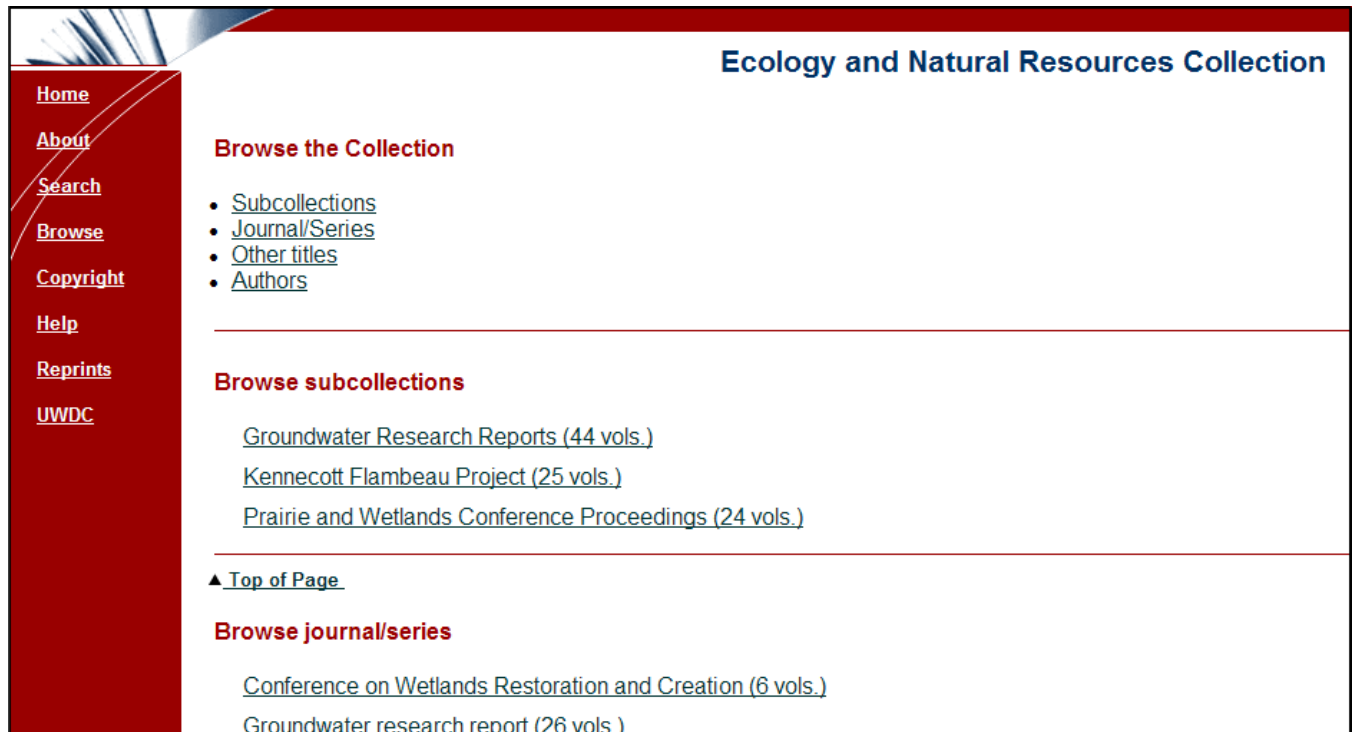 Ecology and Natural Resources Collection
Home
About
Search
Browse
Copyright
Help
Reprints
UWDC
Browse the Collection
• Subcollections
• Journal/Series
• Other titles
• Authors
Browse subcollections
Groundwater Research Reports (44 vols.)
Kennecott Flambeau Project (25 vols.)
Prairie and Wetlands Conference Proceedings (24 vols.)
▲ Top of Page
Browse journal/series
Conference on Wetlands Restoration and Creation (6 vols.)
Groundwater research report (26 vols.)